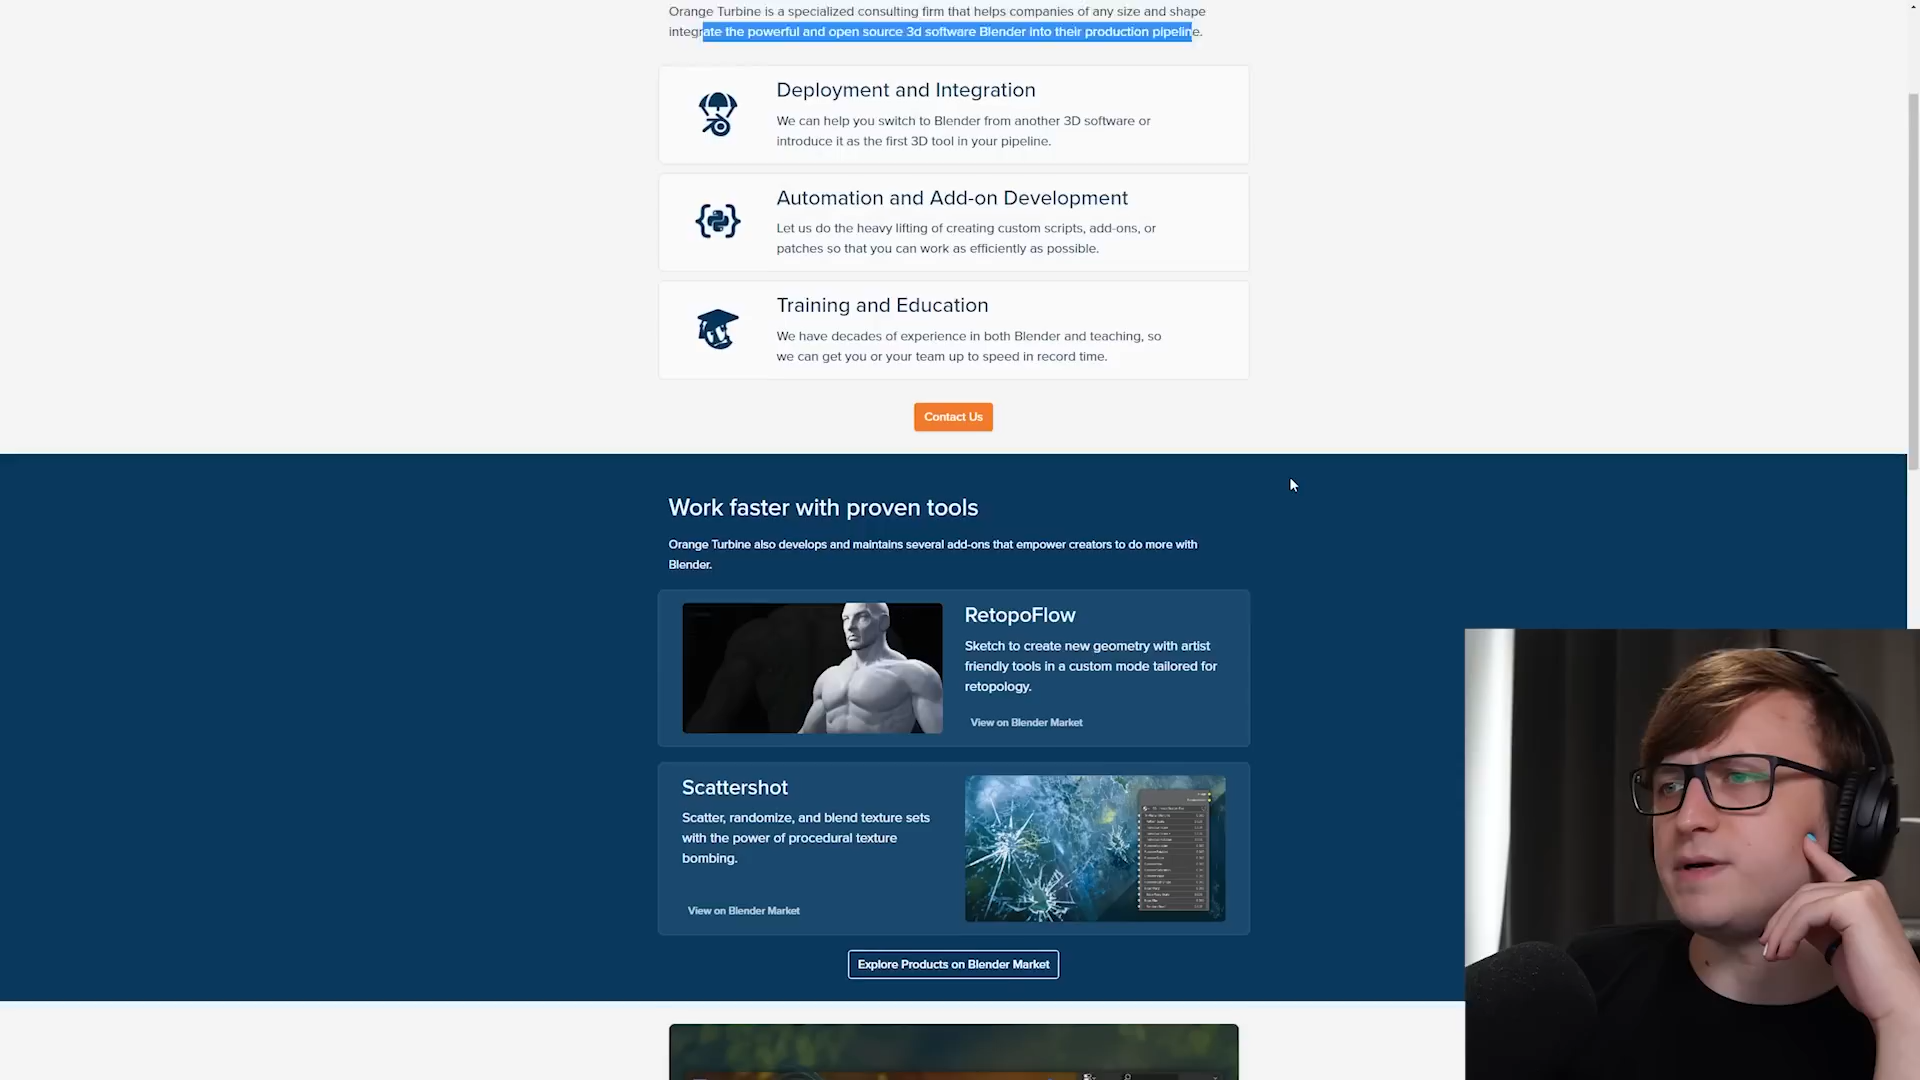 Orange Turbine is a specialized consulting firm that helps companies of any size and shape
integrate the powerful and open source 3d software Blender into their production pipeline.
Deployment and Integration
We can help you switch to Blender from another 3D software or
introduce it as the first 3D tool in your pipeline.
Automation and Add-on Development
Let us do the heavy lifting of creating custom scripts, add-ons, or
patches so that you can work as efficiently as possible.
Training and Education
We have decades of experience in both Blender and teaching, so
we can get you or your team up to speed in record time.
Contact Us
Work faster with proven tools
Orange Turbine also develops and maintains several add-ons that empower creators to do more with
Blender.
RetopoFlow
Sketch to create new geometry with artist
friendly tools in a custom mode tailored for
retopology.
View on Blender Market
Scattershot
Scatter, randomize, and blend texture sets
with the power of procedural texture
bombing.
View on Blender Market
Explore Products on Blender Market